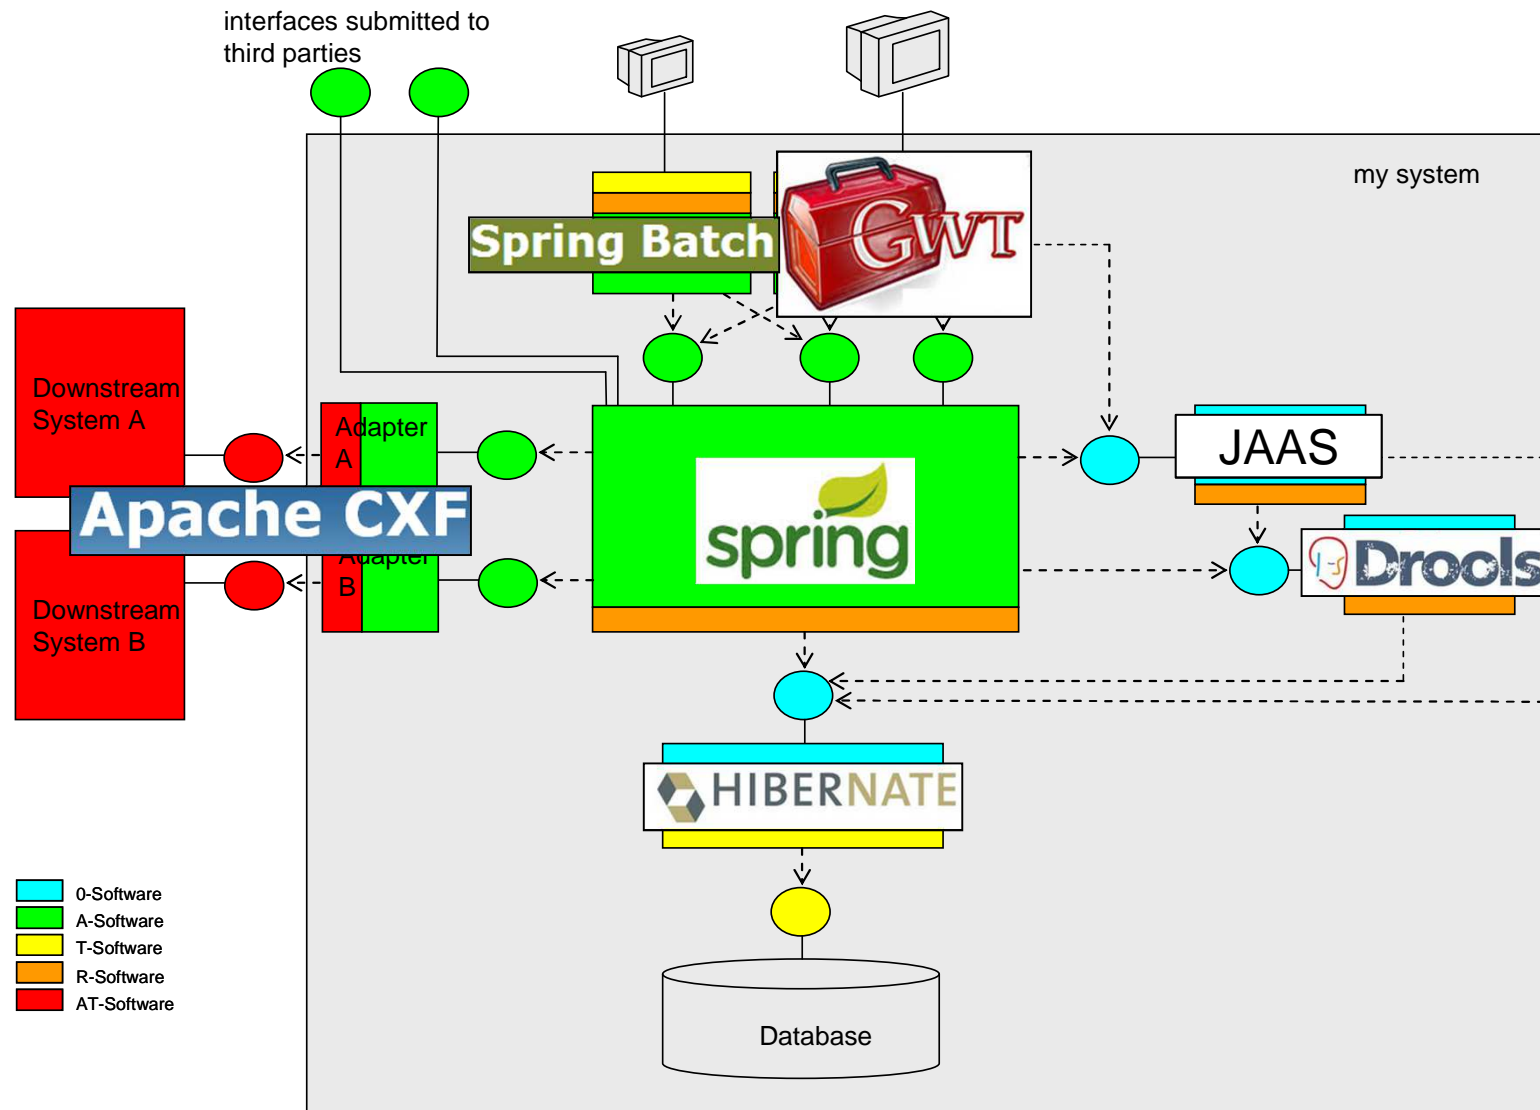 interfaces submitted to
third parties
my system
Spring Batch
GWT
Downstream
System A
Adapter
A
JAAS
Apache CXF
spring
Drools
Adapter
B
Downstream
System B
HIBERNATE
0-Software
A-Software
T-Software
R-Software
AT-Software
Database